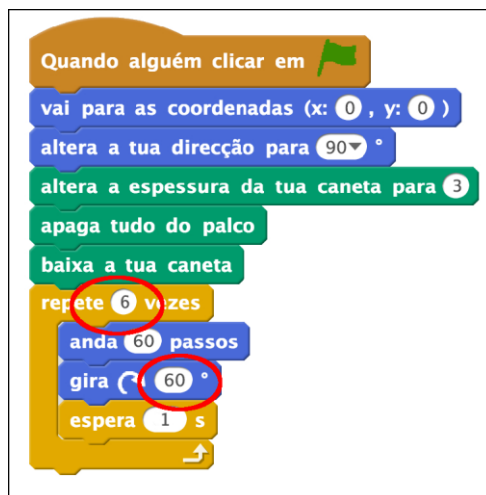 Quando alguém clicar em
vai para as coordenadas (x: 0 , y: 0 )
altera a tua direcção para 90 °
altera a espessura da tua caneta para 3
apaga tudo do palco
baixa a tua caneta
repete 6 vezes
anda 60 passos
gira 60 °
espera 1 s